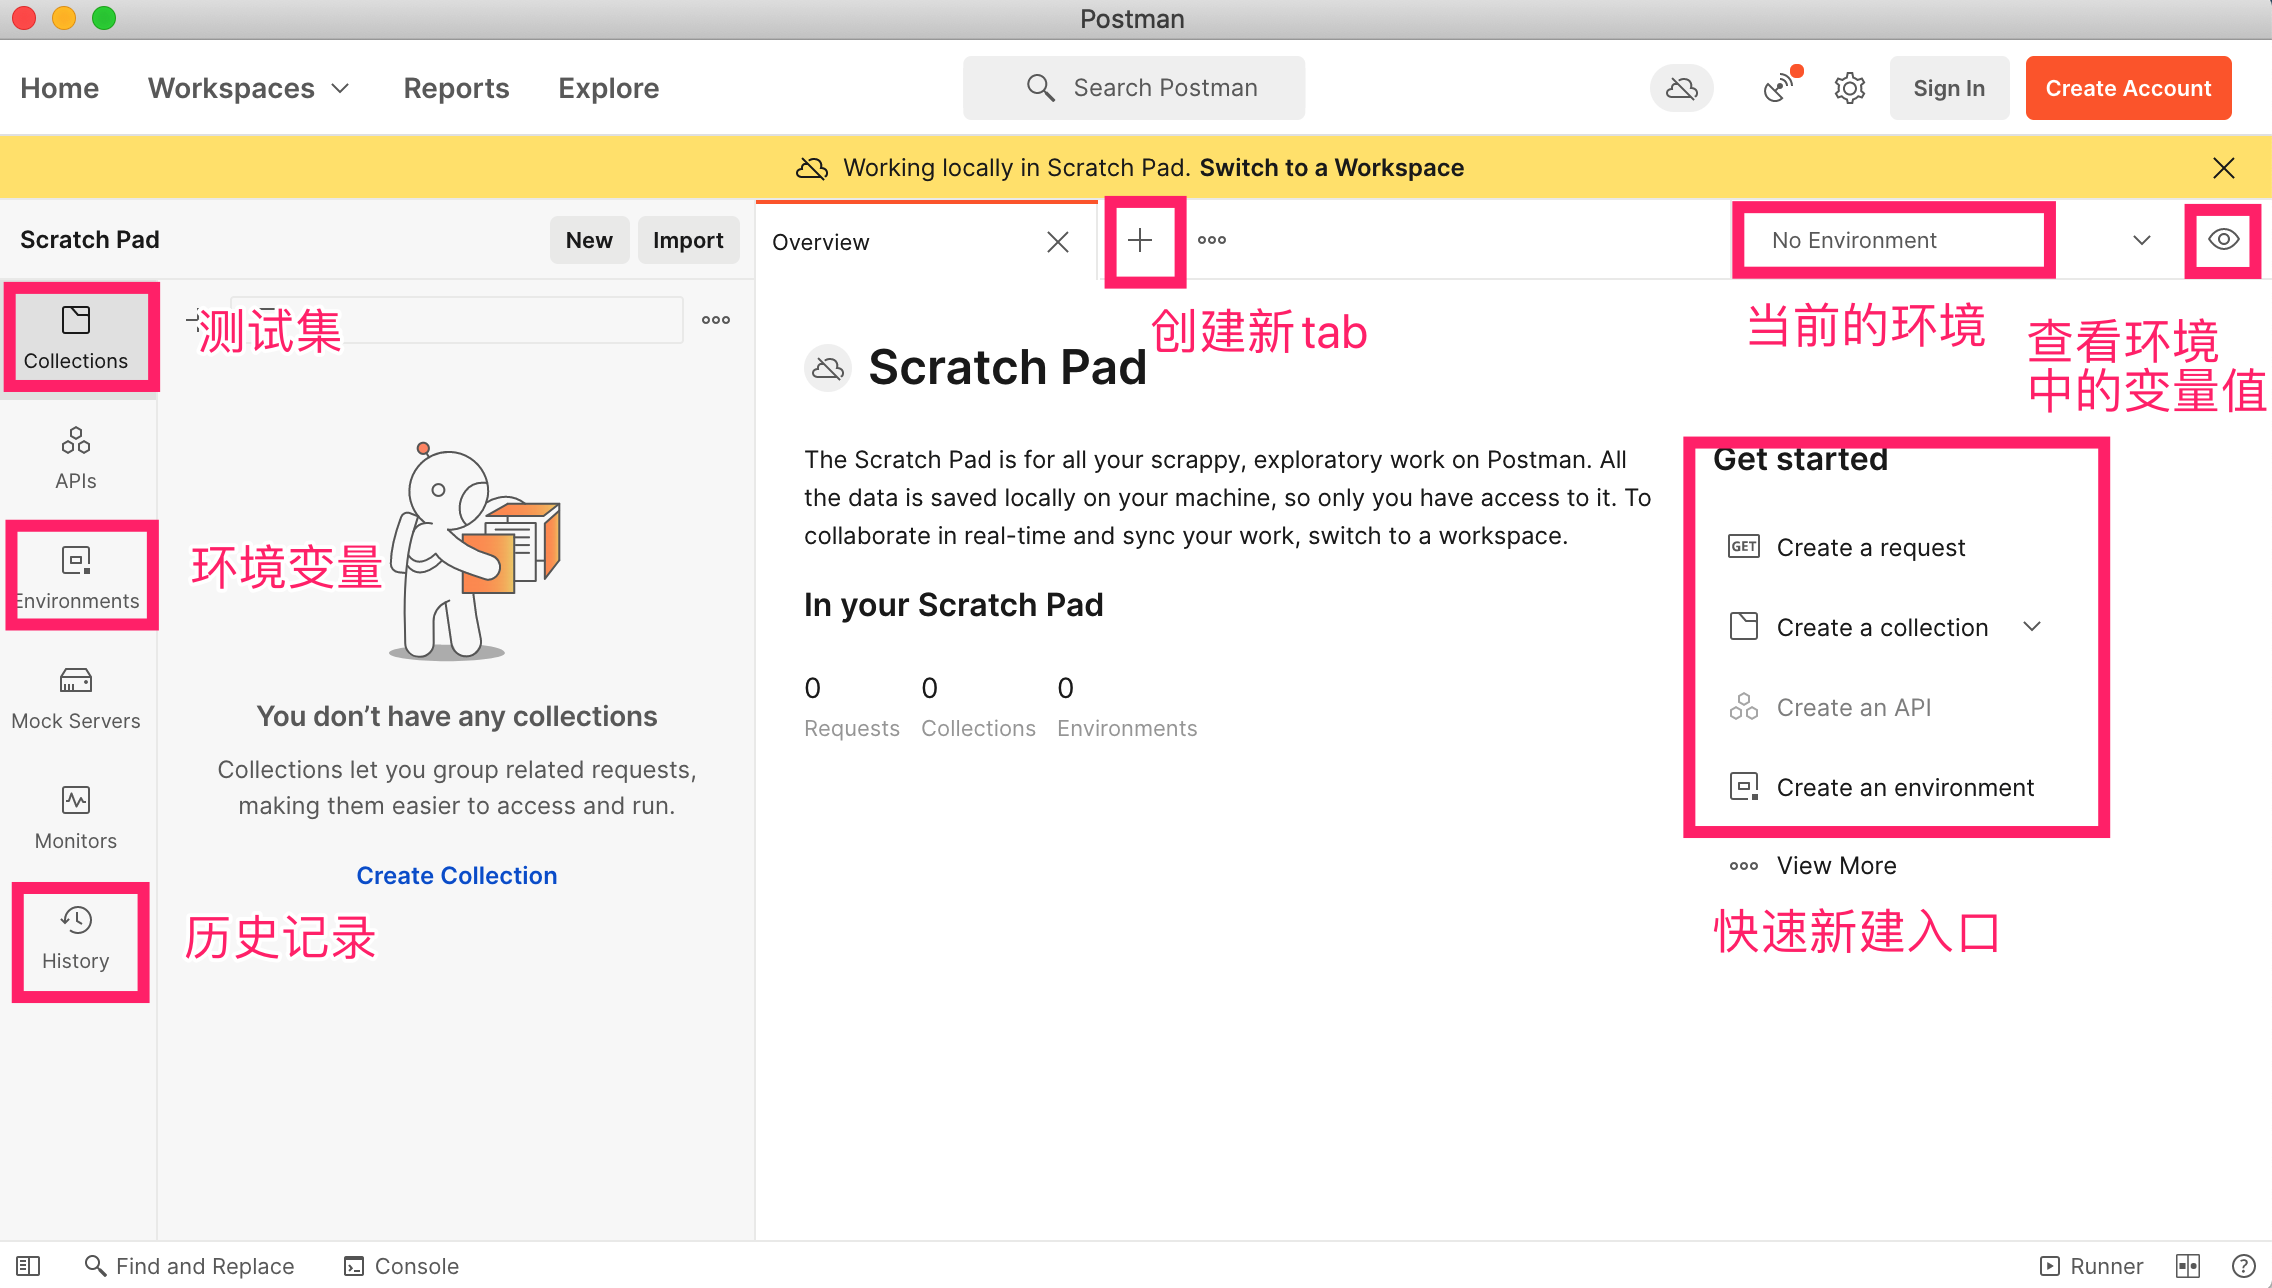 Postman
Home Workspaces Reports Explore
Search Postman
Sign In Create Account
Working locally in Scratch Pad. Switch to a Workspace
Scratch Pad New Import
Overview
No Environment
创建新tab
当前的环境
查看环境
中的变量值
Collections
测试集
APIs
Environments
环境变量
Mock Servers
Monitors
History
历史记录
You don’t have any collections
Collections let you group related requests,
making them easier to access and run.
Create Collection
Scratch Pad
The Scratch Pad is for all your scrappy, exploratory work on Postman. All
the data is saved locally on your machine, so only you have access to it. To
collaborate in real-time and sync your work, switch to a workspace.
In your Scratch Pad
0 0 0
Requests Collections Environments
Get started
GET Create a request
Create a collection
Create an API
Create an environment
View More
快速新建入口
Find and Replace Console
Runner